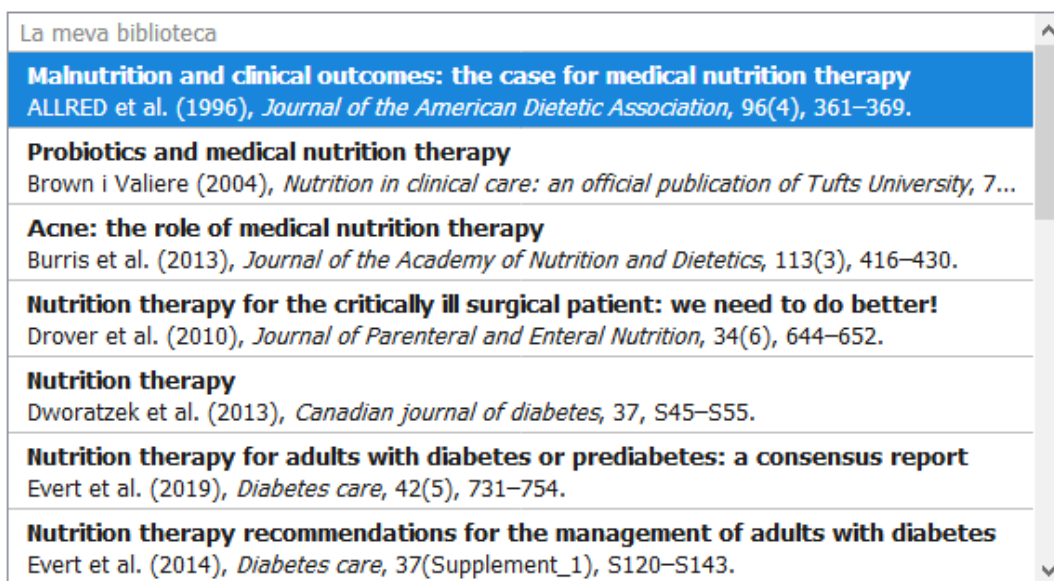 La meva biblioteca
Malnutrition and clinical outcomes: the case for medical nutrition therapy
ALLRED et al. (1996), Journal of the American Dietetic Association, 96(4), 361–369.
Probiotics and medical nutrition therapy
Brown i Valiere (2004), Nutrition in clinical care: an official publication of Tufts University, 7...
Acne: the role of medical nutrition therapy
Burris et al. (2013), Journal of the Academy of Nutrition and Dietetics, 113(3), 416–430.
Nutrition therapy for the critically ill surgical patient: we need to do better!
Drover et al. (2010), Journal of Parenteral and Enteral Nutrition, 34(6), 644–652.
Nutrition therapy
Dworatzek et al. (2013), Canadian journal of diabetes, 37, S45–S55.
Nutrition therapy for adults with diabetes or prediabetes: a consensus report
Evert et al. (2019), Diabetes care, 42(5), 731–754.
Nutrition therapy recommendations for the management of adults with diabetes
Evert et al. (2014), Diabetes care, 37(Supplement_1), S120–S143.